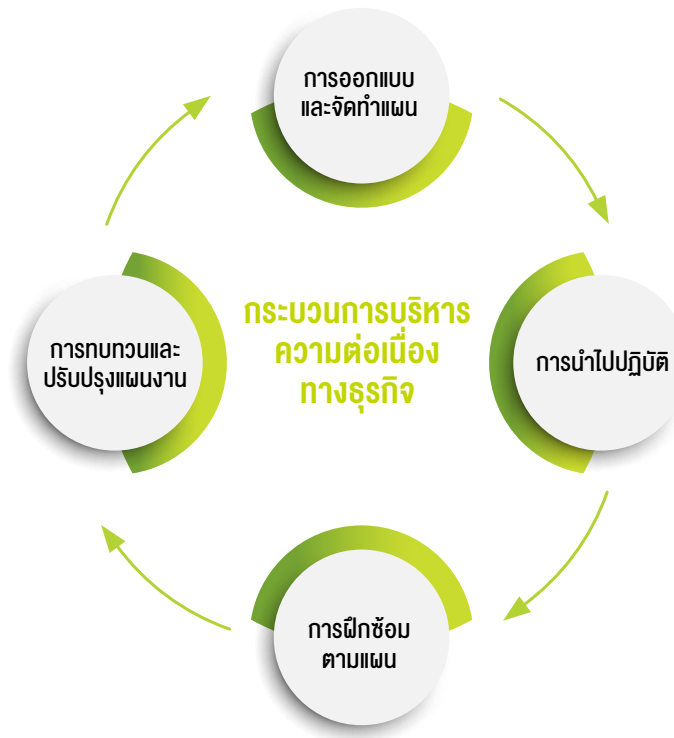 การออกแบบ
และจัดทำแผน
กระบวนการบริหาร
ความต่อเนื่อง
ทางธุรกิจ
การทบทวนและ
ปรับปรุงแผนงาน
การนำไปปฏิบัติ
การฝึกซ้อม
ตามแผน